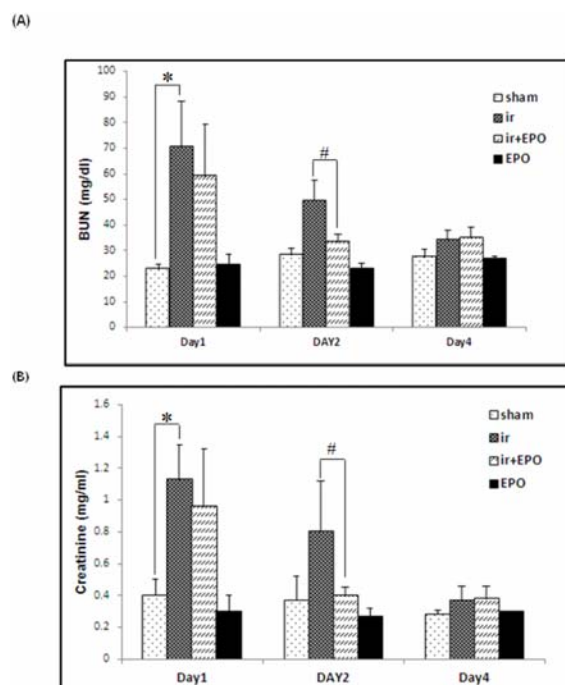 (A)
*
#
sham
ir
ir+EPO
EPO
BUN (mg/dl)
100
90
80
70
60
50
40
30
20
10
0
Day1
DAY2
Day4
(B)
*
#
sham
ir
ir+EPO
EPO
Creatinine (mg/ml)
1.6
1.4
1.2
1
0.8
0.6
0.4
0.2
0
Day1
DAY2
Day4